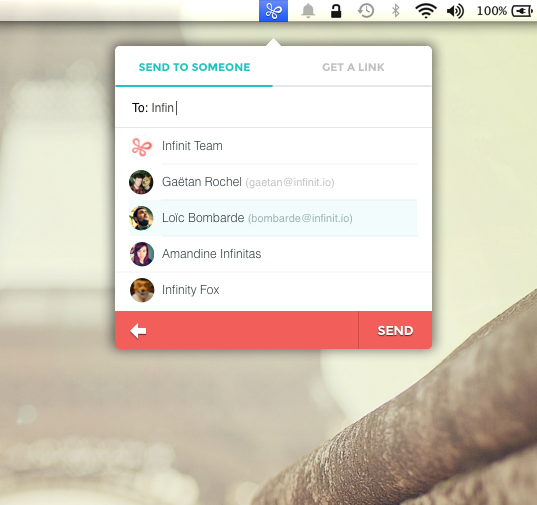 100%
SEND TO SOMEONE
GET A LINK
To: Infin
Infinit Team
Gaëtan Rochel (gaetan@infinit.io)
Loïc Bombarde (bombarde@infinit.io)
Amandine Infinitas
Infinity Fox
SEND